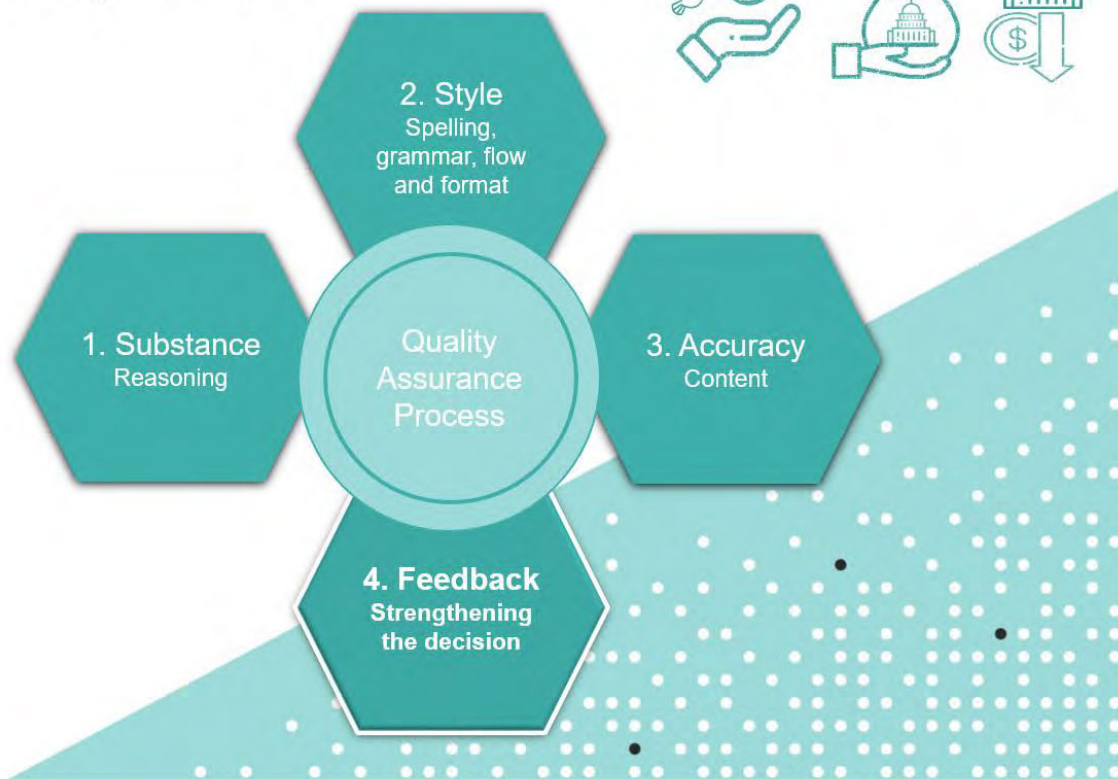 2. Style
Spelling,
grammar, flow
and format
1. Substance
Reasoning
Quality
Assurance
Process
3. Accuracy
Content
4. Feedback
Strengthening
the decision
$